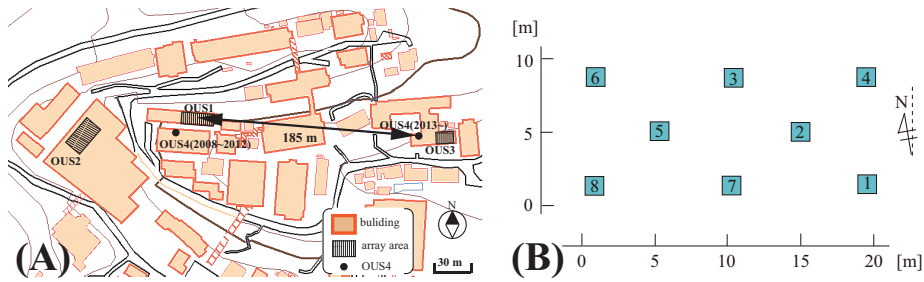 OUS1
OUS4(2013~)
OUS4(2008~2012)
185 m
OUS3
OUS2
N
buliding
array area
OUS4
30 m
(A)
[m]
10
5
0
6
3
4
5
2
8
7
1
N
0
5
10
15
20
[m]
(B)